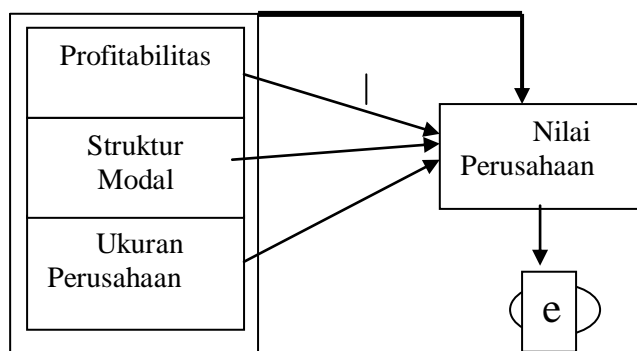 Profitabilitas
Struktur
Modal
Ukuran
Perusahaan
Nilai
Perusahaan
e